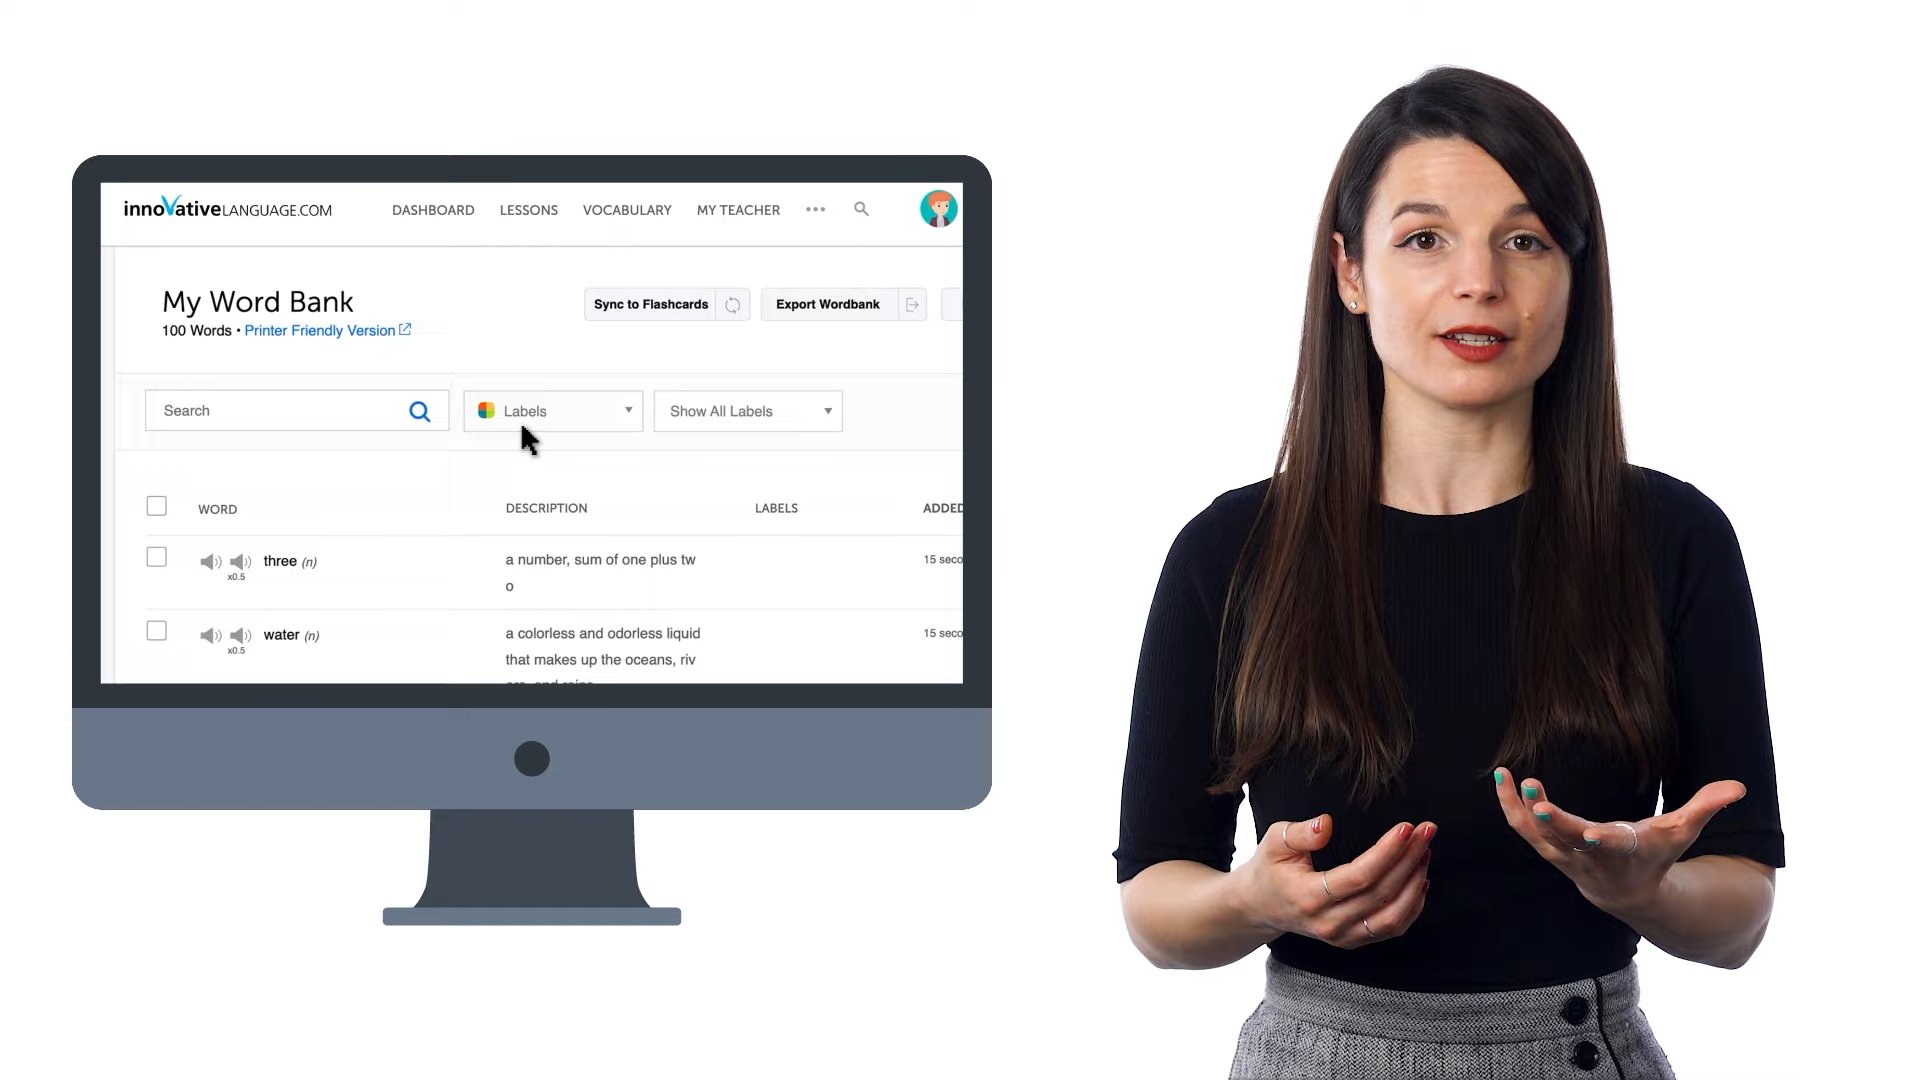 innoVative LANGUAGE.COM
DASHBOARD LESSONS VOCABULARY MY TEACHER
My Word Bank
100 Words • Printer Friendly Version
Sync to Flashcards
Export Wordbank
Search
Labels
Show All Labels
WORD DESCRIPTION LABELS ADDED
x0.5
three (n)
a number, sum of one plus tw
o
15 seco
x0.5
water (n)
a colorless and odorless liquid
that makes up the oceans, riv
15 seco